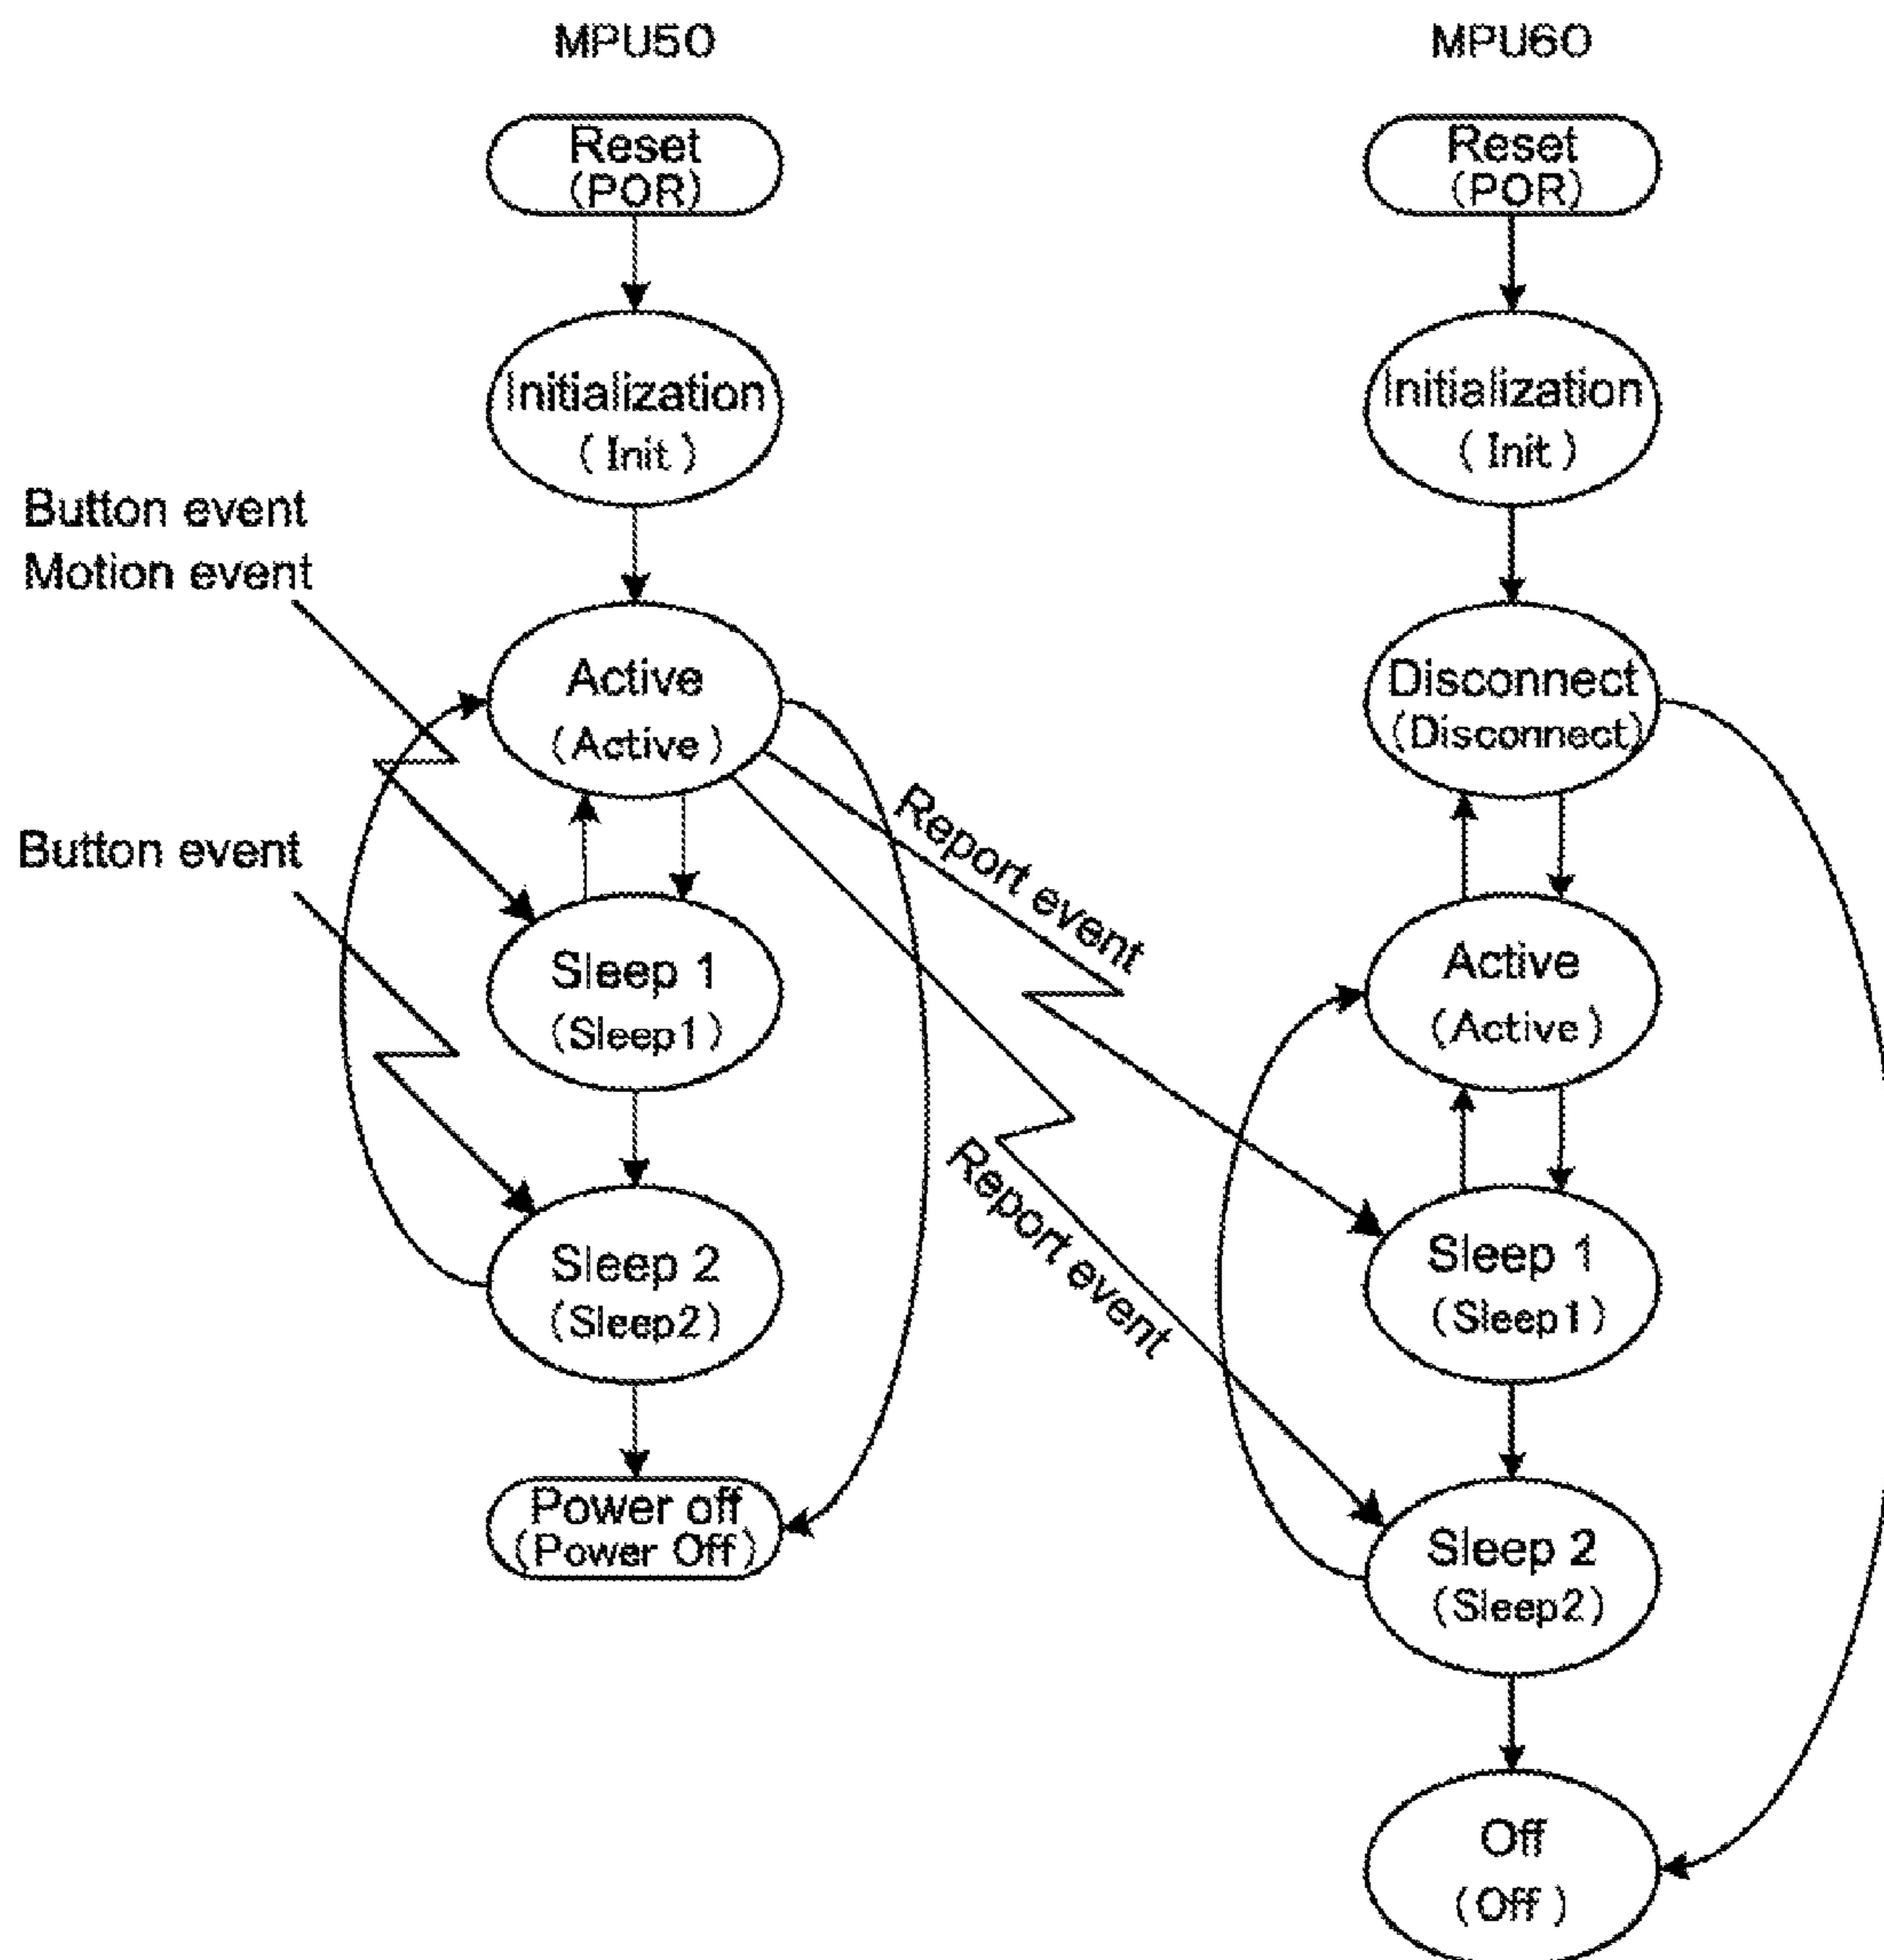 MPU50
Reset
(POR)
Initialization
( Init )
Button event
Motion event
Active
(Active )
Button event
Sleep 1
(Sleep1 )
Sleep 2
(Sleep2 )
Power off
(Power Off)
Report event
Report event
MPU60
Reset
(POR)
Initialization
( Init )
Disconnect
(Disconnect)
Active
(Active )
Sleep 1
(Sleep1 )
Sleep 2
(Sleep2 )
Off
(Off )